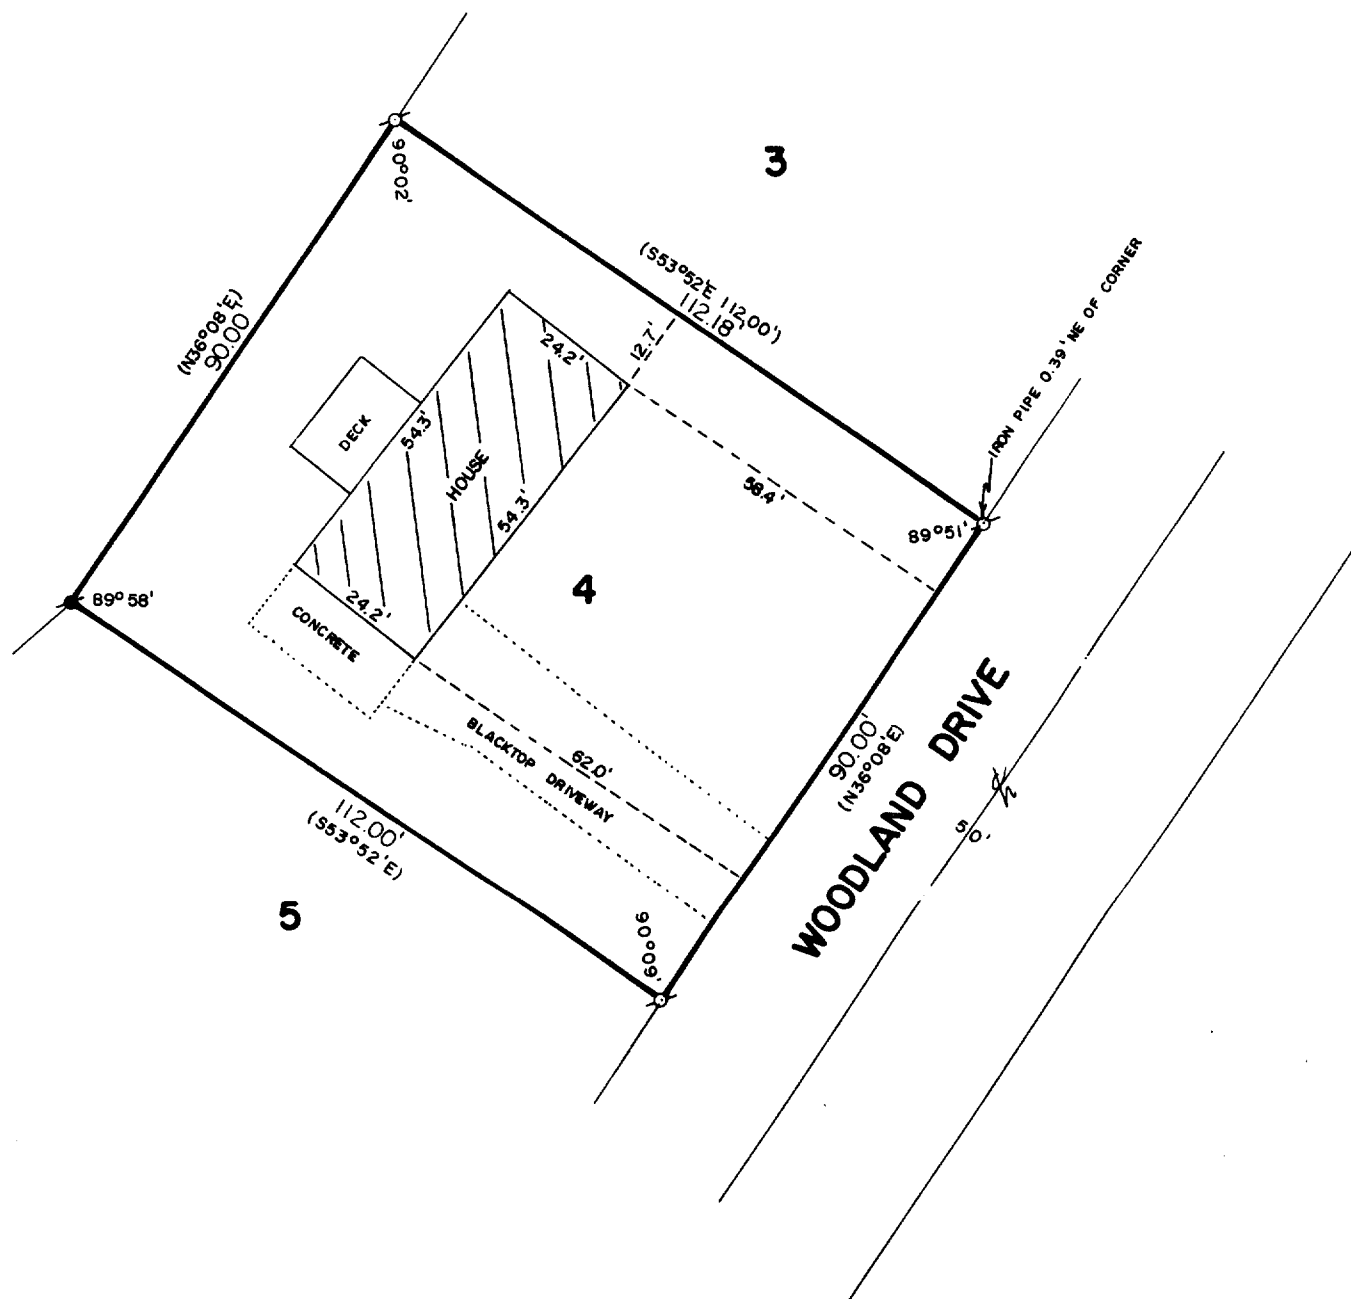 3
90°02'
(S53°52'E 112.00')
112.18'
IRON PIPE 0.39' NE OF CORNER
(N36°08'E)
90.00'
24.2'
12.7'
DECK
54.3'
HOUSE
54.3'
58.4'
89°51'
4
89°58'
24.2'
CONCRETE
BLACKTOP DRIVEWAY
62.0'
90.00'
(N36°08'E)
WOODLAND DRIVE
50'
112.00'
(S53°52'E)
5
90°09'